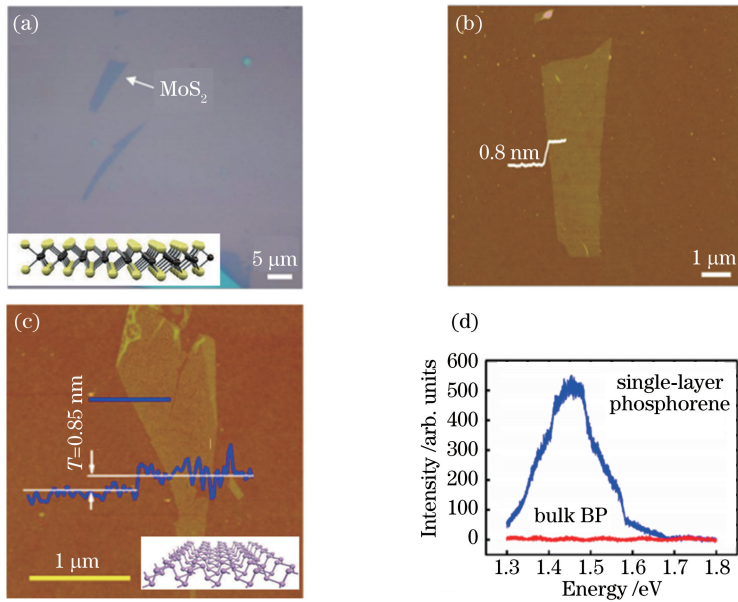 (a)
MoS₂
5 μm
(b)
0.8 nm
1 μm
(c)
T=0.85 nm
1 μm
(d)
600
500
400
300
200
100
0
Intensity /arb. units
single-layer
phosphorene
bulk BP
1.3 1.4 1.5 1.6 1.7 1.8
Energy /eV